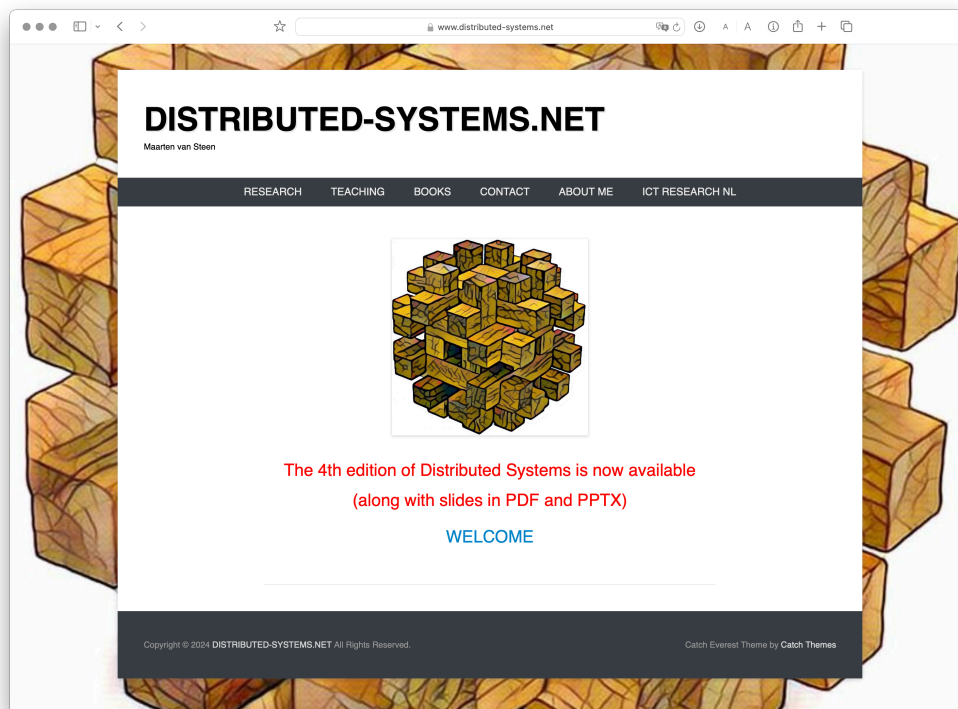 www.distributed-systems.net
A A
DISTRIBUTED-SYSTEMS.NET
Maarten van Steen
RESEARCH TEACHING BOOKS CONTACT ABOUT ME ICT RESEARCH NL
The 4th edition of Distributed Systems is now available
(along with slides in PDF and PPTX)
WELCOME
Copyright © 2024 DISTRIBUTED-SYSTEMS.NET All Rights Reserved. Catch Everest Theme by Catch Themes